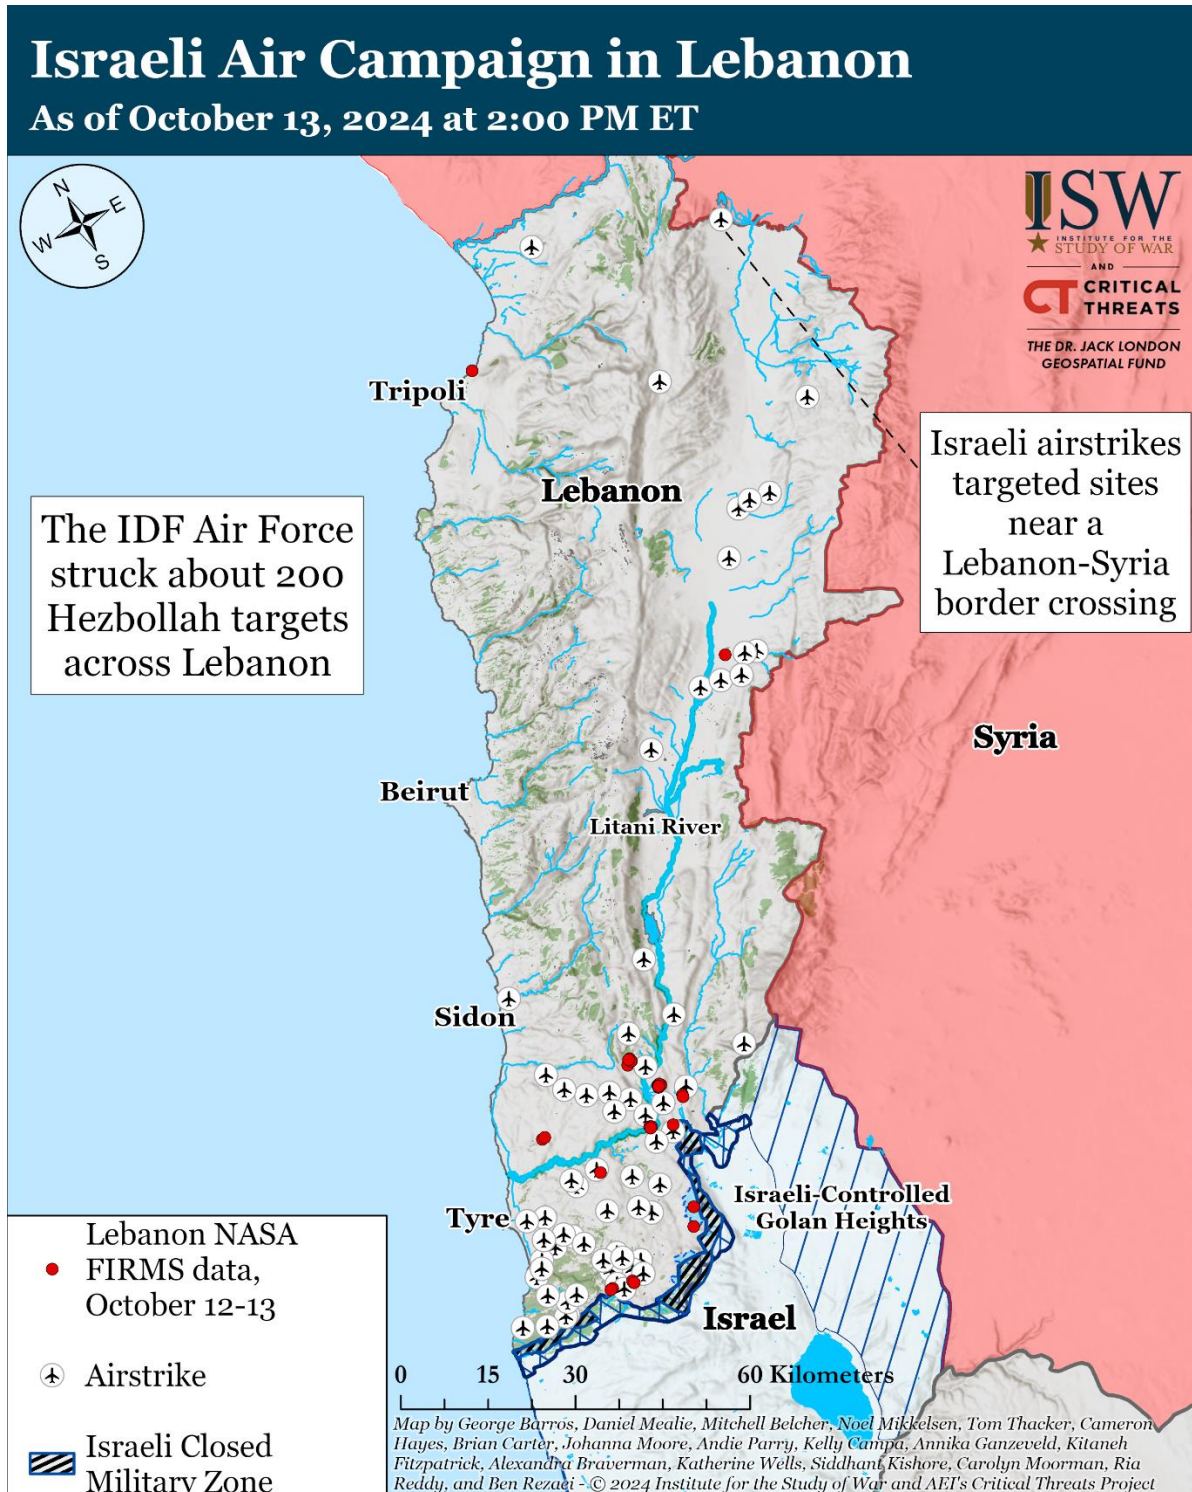 Israeli Air Campaign in Lebanon
As of October 13, 2024 at 2:00 PM ET
N
E
W
S
ISW
INSTITUTE FOR THE
STUDY OF WAR
AND
CT CRITICAL
THREATS
THE DR. JACK LONDON
GEOSPATIAL FUND
Tripoli
Lebanon
Israeli airstrikes
targeted sites
near a
Lebanon-Syria
border crossing
The IDF Air Force
struck about 200
Hezbollah targets
across Lebanon
Syria
Beirut
Litani River
Sidon
Israeli-Controlled
Golan Heights
Tyre
Israel
Lebanon NASA
FIRMS data,
October 12-13
Airstrike
Israeli Closed
Military Zone
0 15 30 60 Kilometers
Map by George Barros, Daniel Mealie, Mitchell Belcher, Noel Mikkelsen, Tom Thacker, Cameron
Hayes, Brian Carter, Johanna Moore, Andie Parry, Kelly Campa, Annika Ganzeveld, Kitaneh
Fitzpatrick, Alexandra Braverman, Katherine Wells, Siddhant Kishore, Carolyn Moorman, Ria
Reddy, and Ben Rezaei - © 2024 Institute for the Study of War and AEI's Critical Threats Project